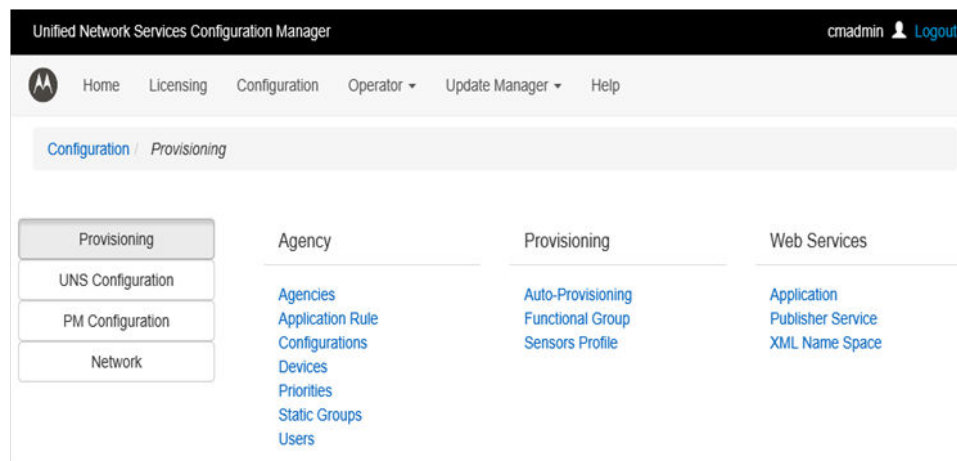 Unified Network Services Configuration Manager
cmadmin Logout
Home Licensing Configuration Operator Update Manager Help
Configuration / Provisioning
Provisioning
UNS Configuration
PM Configuration
Network
Agency
Agencies
Application Rule
Configurations
Devices
Priorities
Static Groups
Users
Provisioning
Auto-Provisioning
Functional Group
Sensors Profile
Web Services
Application
Publisher Service
XML Name Space